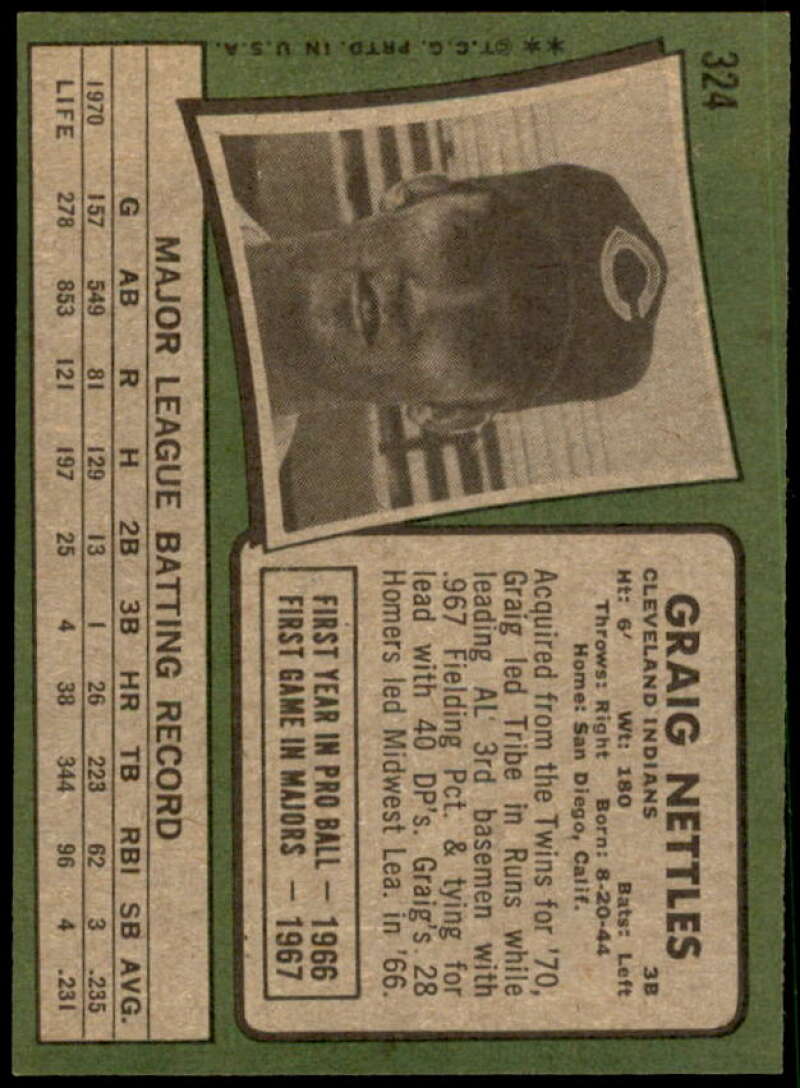 324
**©T.C.G. PRTD. IN U.S.A.
C
GRAIG NETTLES
CLEVELAND INDIANS 3B
Ht: 6' Wt: 180 Bats: Left
Throws: Right Born: 8-20-44
Home: San Diego, Calif.
Acquired from the Twins for '70,
Graig led Tribe in Runs while
leading AL 3rd basemen with
.967 Fielding Pct. & tying for
lead with 40 DP's. Graig's 28
Homers led Midwest Lea. in '66.
FIRST YEAR IN PRO BALL — 1966
FIRST GAME IN MAJORS — 1967
MAJOR LEAGUE BATTING RECORD
G AB R H 2B 3B HR TB RBI SB AVG.
1970 157 549 81 129 13 1 26 223 62 3 .235
LIFE 278 853 121 197 25 4 38 344 96 4 .231